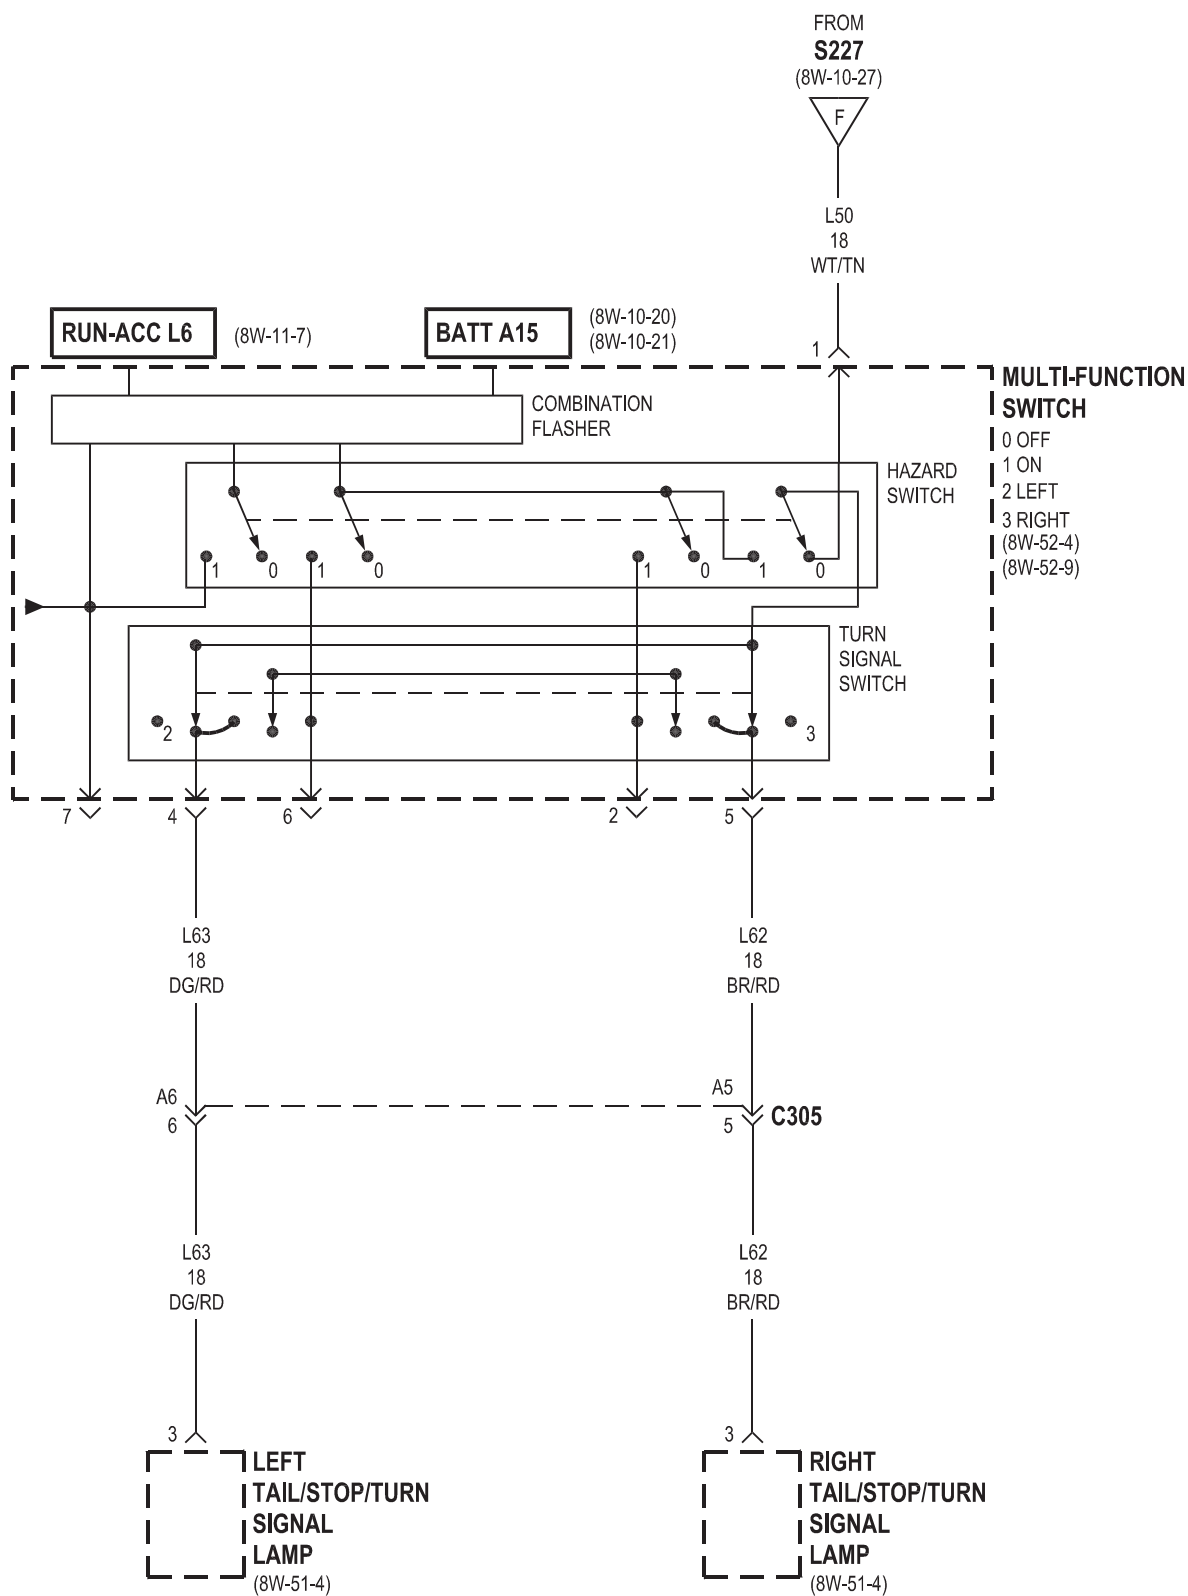 FROM
S227
(8W-10-27)
F
L50
18
WT/TN
RUN-ACC L6
(8W-11-7)
BATT A15
(8W-10-20)
(8W-10-21)
1
MULTI-FUNCTION
SWITCH
0 OFF
1 ON
2 LEFT
3 RIGHT
(8W-52-4)
(8W-52-9)
COMBINATION
FLASHER
HAZARD
SWITCH
1 0 1 0 1 0 1 0
TURN
SIGNAL
SWITCH
2 3
7 4 6 2 5
L63
18
DG/RD
L62
18
BR/RD
A6
6
A5
5
C305
L63
18
DG/RD
L62
18
BR/RD
3
LEFT
TAIL/STOP/TURN
SIGNAL
LAMP
(8W-51-4)
3
RIGHT
TAIL/STOP/TURN
SIGNAL
LAMP
(8W-51-4)